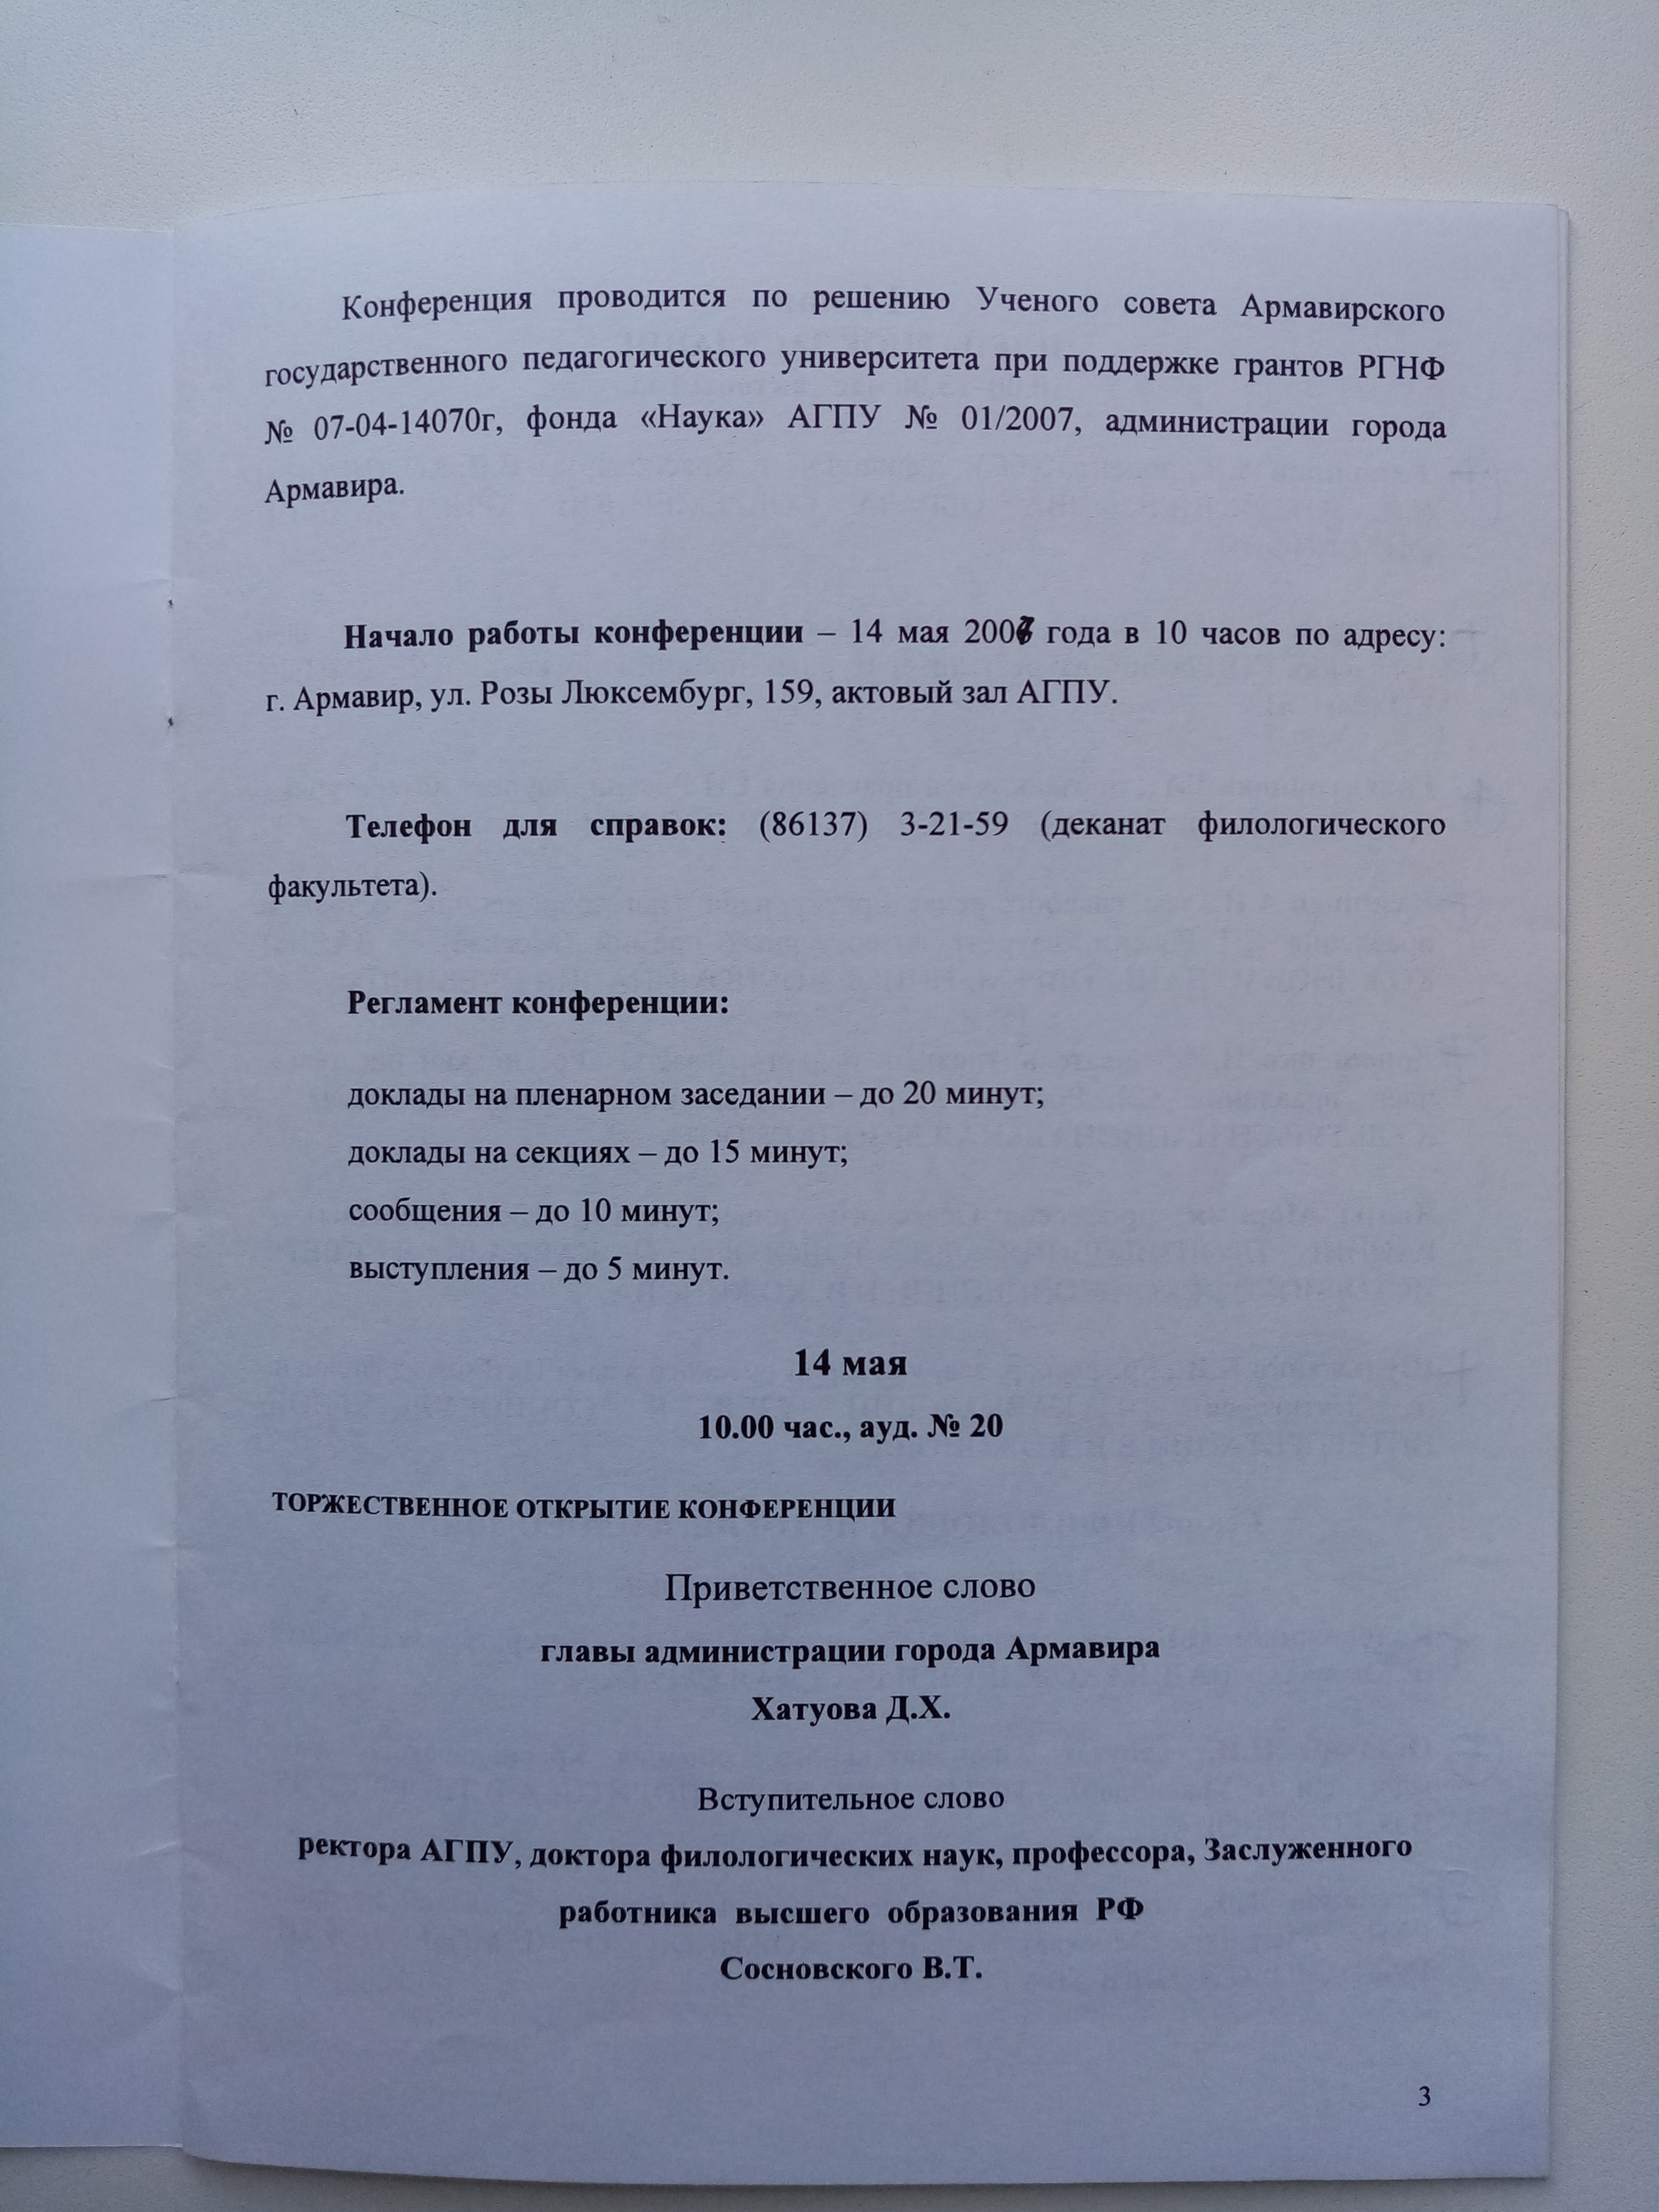 Конференция проводится по решению Ученого совета Армавирского
государственного педагогического университета при поддержке грантов РГНФ
№ 07-04-14070г, фонда «Наука» АГПУ № 01/2007, администрации города
Армавира.
Начало работы конференции – 14 мая 2007 года в 10 часов по адресу:
г. Армавир, ул. Розы Люксембург, 159, актовый зал АГПУ.
Телефон для справок: (86137) 3-21-59 (деканат филологического
факультета).
Регламент конференции:
доклады на пленарном заседании – до 20 минут;
доклады на секциях – до 15 минут;
сообщения – до 10 минут;
выступления – до 5 минут.
14 мая
10.00 час., ауд. № 20
ТОРЖЕСТВЕННОЕ ОТКРЫТИЕ КОНФЕРЕНЦИИ
Приветственное слово
главы администрации города Армавира
Хатуова Д.Х.
Вступительное слово
ректора АГПУ, доктора филологических наук, профессора, Заслуженного
работника высшего образования РФ
Сосновского В.Т.
3